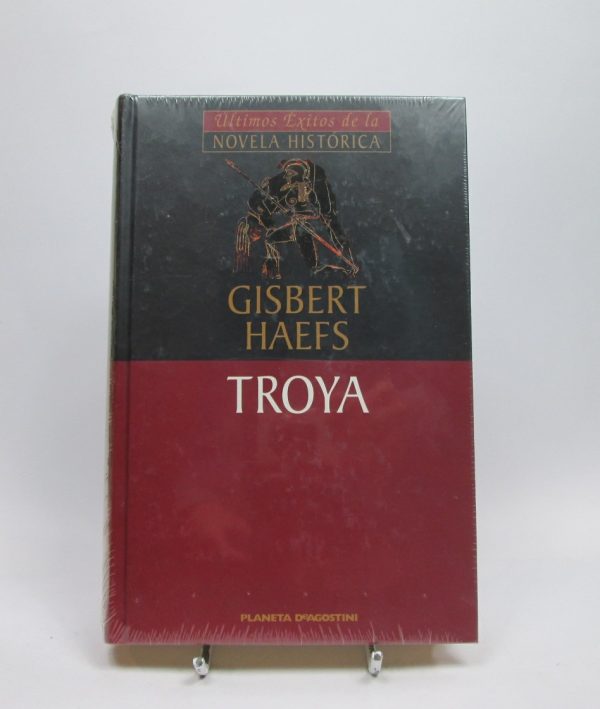 Últimos Éxitos de la
NOVELA HISTÓRICA
GISBERT
HAEFS
TROYA
PLANETA DEAGOSTINI